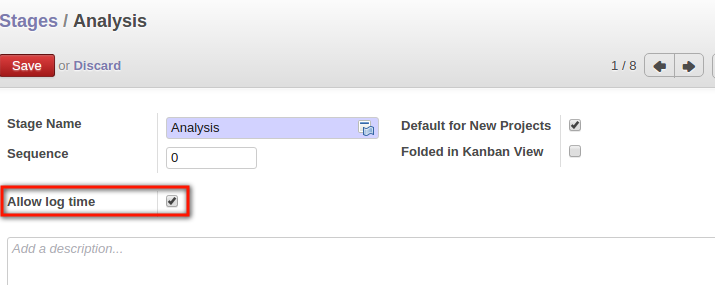 Stages / Analysis
Save or Discard 1 / 8
Stage Name Analysis Default for New Projects
Sequence 0 Folded in Kanban View
Allow log time
Add a description...